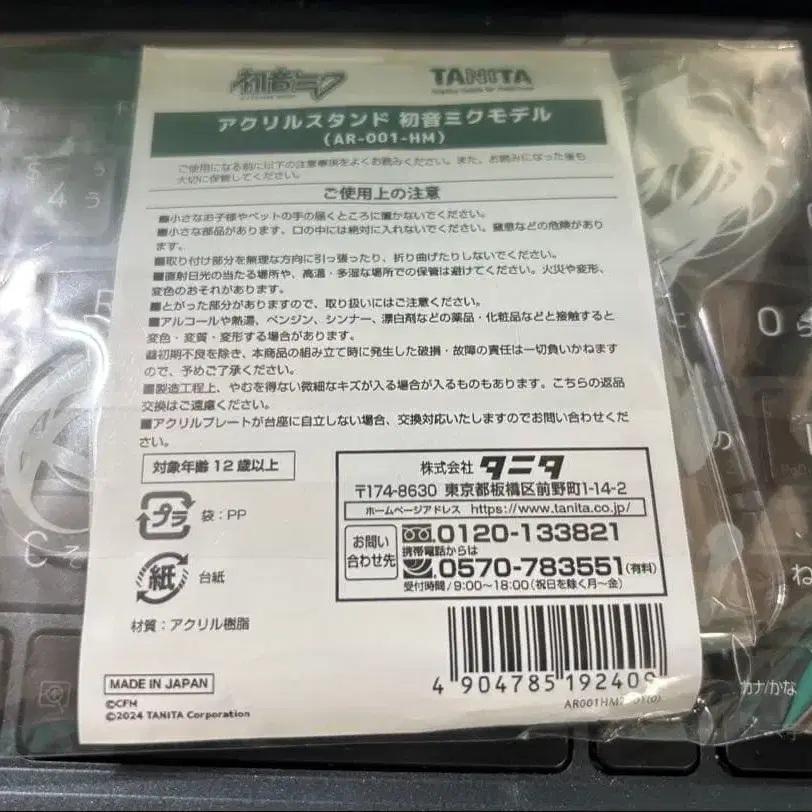 初音ミク
TANITA
アクリルスタンド 初音ミクモデル
(AR-001-HM)
ご使用になる前に以下の注意事項をよくお読みください。また、お読みになった後も
大切に保管してください。
ご使用上の注意
■小さなお子様やペットの手の届くところに置かないでください。
■小さな部品があります、口の中には絶対に入れないでください。窒息などの危険があり
ます。
■取り付け部分を無理な方向に引っ張ったり、折り曲げたりしないでください。
■直射日光の当たる場所や、高温・多湿な場所での保管は避けてください。火災や変形、
変色のおそれがあります。
■とがった部分がありますので、取り扱いにはご注意ください。
■アルコールや熱湯、ベンジン、シンナー、漂白剤などの薬品・化粧品などと接触すると
変色・変質・変形する場合があります。
■初期不良を除き、本商品の組み立て時に発生した破損・故障の責任は一切負いかねます
ので、予めご了承ください。
■製造工程上、やむを得ない微細なキズが入る場合が入るものもあります。こちらの返品
交換はご遠慮ください。
■アクリルプレートが台座に自立しない場合、交換対応いたしますのでお問い合わせくだ
さい。
対象年齢12歳以上
プラ 袋：PP
紙 台紙
材質：アクリル樹脂
株式会社 タニタ
〒174-8630 東京都板橋区前野町1-14-2
ホームページアドレス https://www.tanita.co.jp/
お問い
合わせ先
0120-133821
携帯電話からは
0570-783551(有料)
受付時間/9:00~18:00(祝日を除く月~金)
MADE IN JAPAN
©CFM
©2024 TANITA Corporation
4 904785 192409
$
4 う
R
C そ
の
ね
カナ/かな